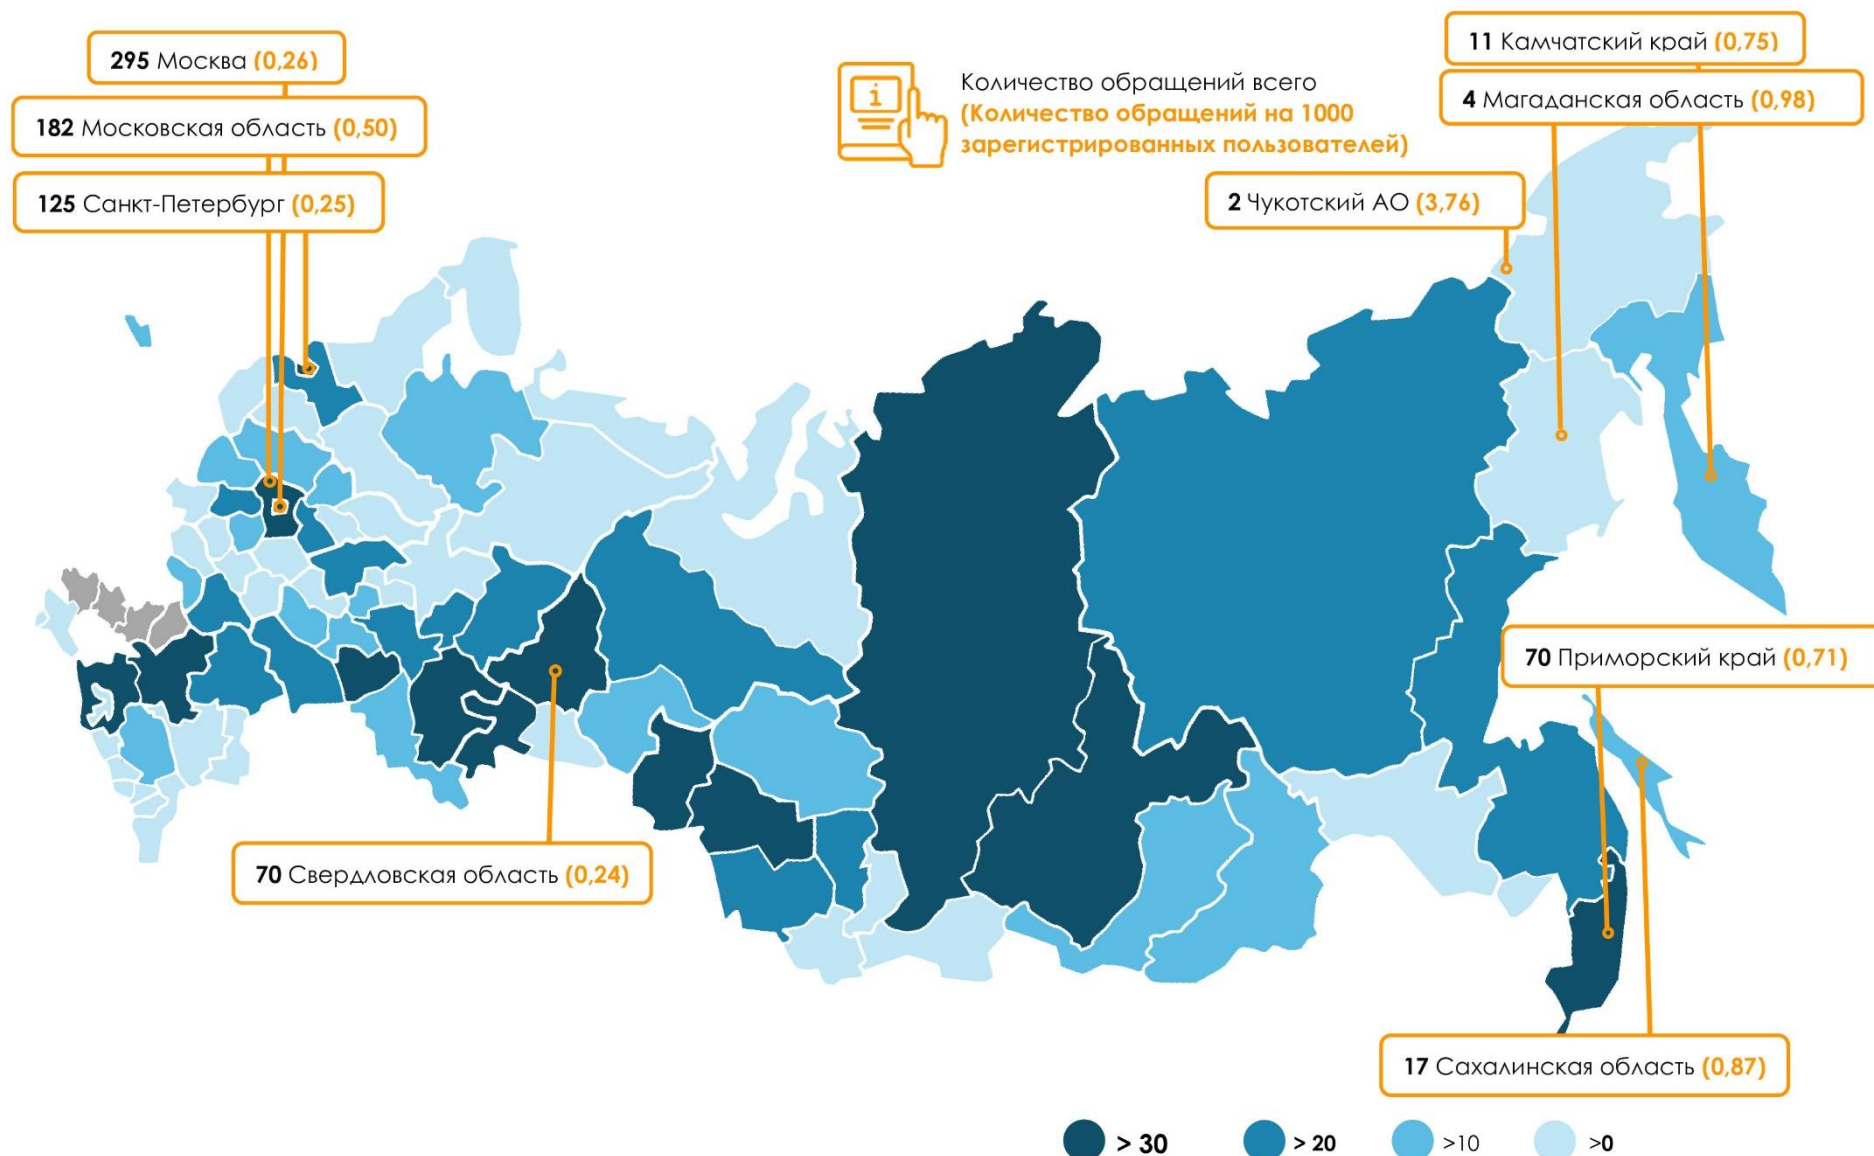 295 Москва (0,26)
182 Московская область (0,50)
125 Санкт-Петербург (0,25)
Количество обращений всего
(Количество обращений на 1000
зарегистрированных пользователей)
11 Камчатский край (0,75)
4 Магаданская область (0,98)
2 Чукотский АО (3,76)
70 Приморский край (0,71)
70 Свердловская область (0,24)
17 Сахалинская область (0,87)
> 30
> 20
>10
>0